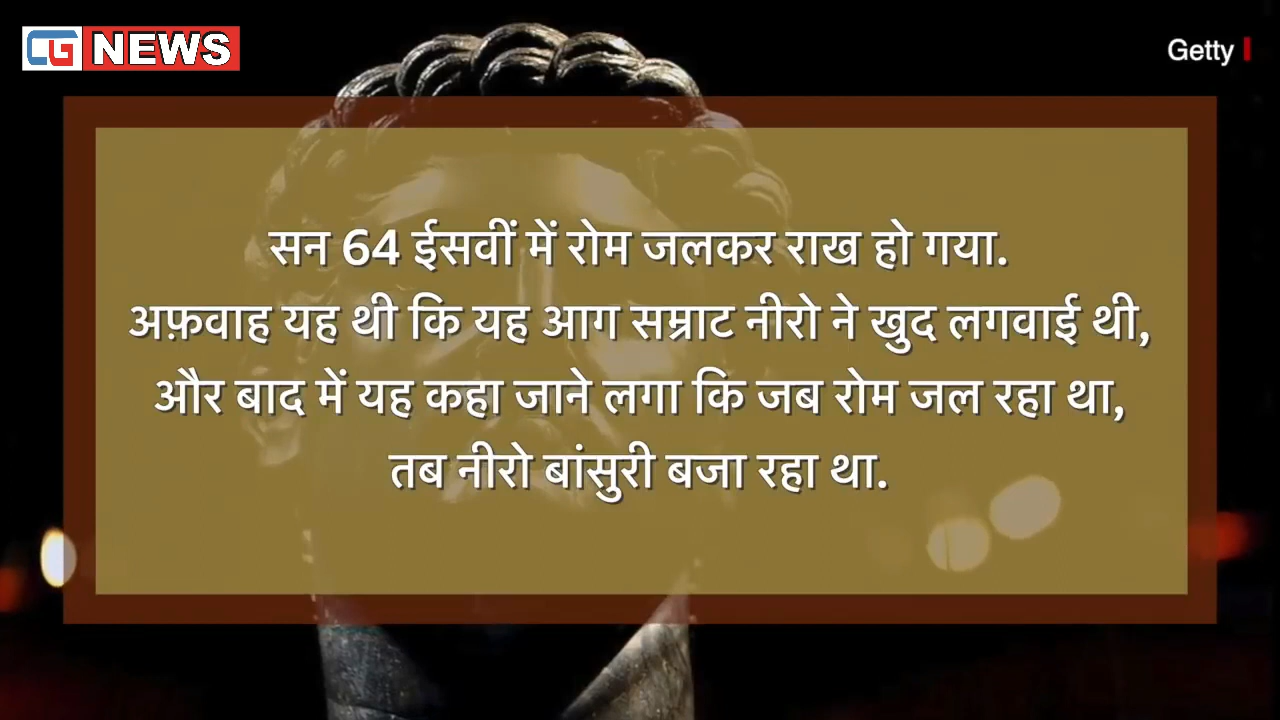 CG NEWS
Getty
सन 64 ईसवीं में रोम जलकर राख हो गया.
अफ़वाह यह थी कि यह आग सम्राट नीरो ने खुद लगवाई थी,
और बाद में यह कहा जाने लगा कि जब रोम जल रहा था,
तब नीरो बांसुरी बजा रहा था.